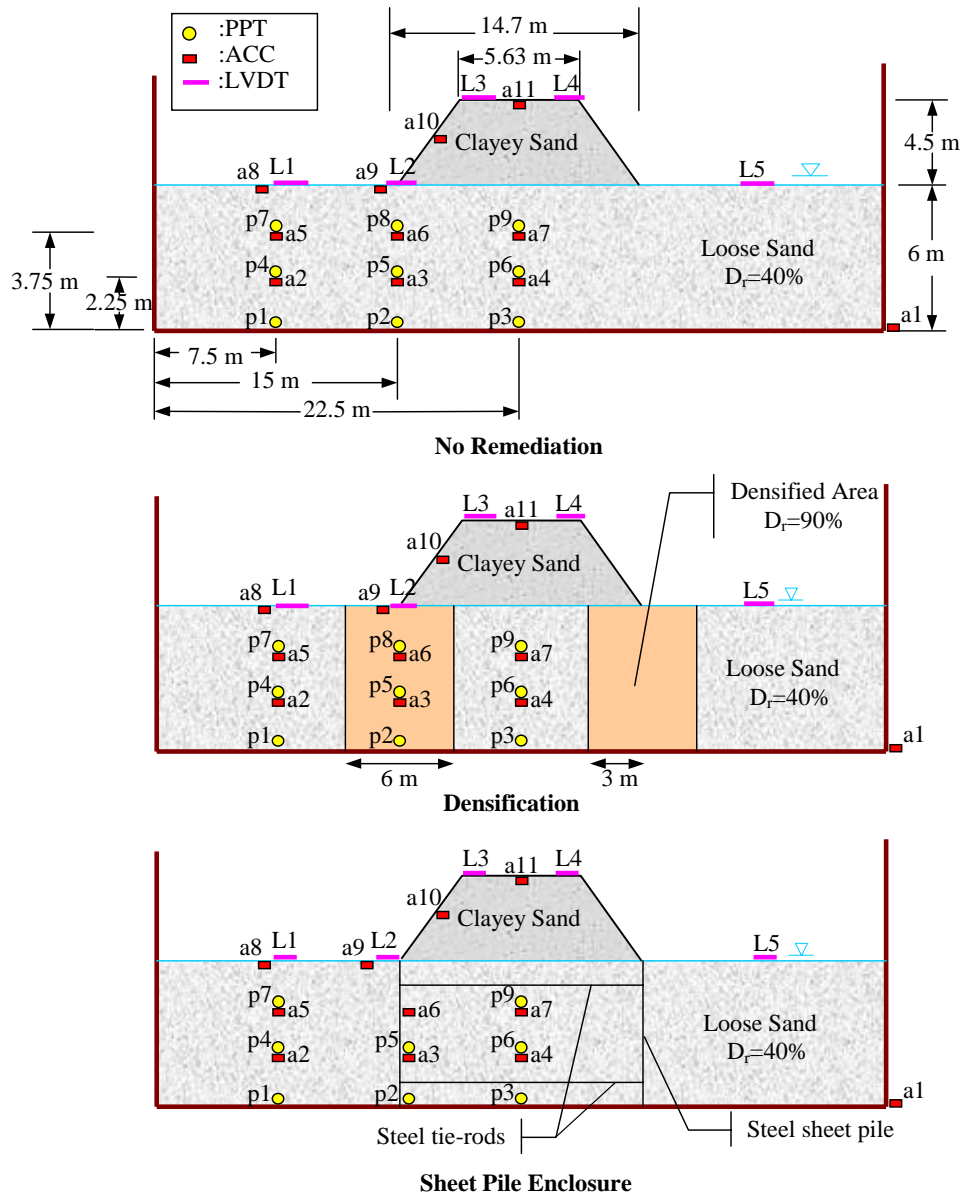 :PPT
:ACC
:LVDT
14.7 m
5.63 m
L3 a11 L4
a10
Clayey Sand
4.5 m
a8 L1 a9 L2 L5
p7 a5 p8 a6 p9 a7
Loose Sand
Dr=40%
6 m
3.75 m
p4 a2 p5 a3 p6 a4
2.25 m
p1 p2 p3 a1
7.5 m
15 m
22.5 m
No Remediation
Densified Area
Dr=90%
L3 a11 L4
a10
Clayey Sand
a8 L1 a9 L2 L5
p7 a5 p8 a6 p9 a7
Loose Sand
Dr=40%
p4 a2 p5 a3 p6 a4
p1 p2 p3 a1
6 m 3 m
Densification
L3 a11 L4
a10
Clayey Sand
a8 L1 a9 L2 L5
p7 a5 a6 p9 a7
Loose Sand
Dr=40%
p4 a2 p5 a3 p6 a4
p1 p2 p3 a1
Steel tie-rods Steel sheet pile
Sheet Pile Enclosure